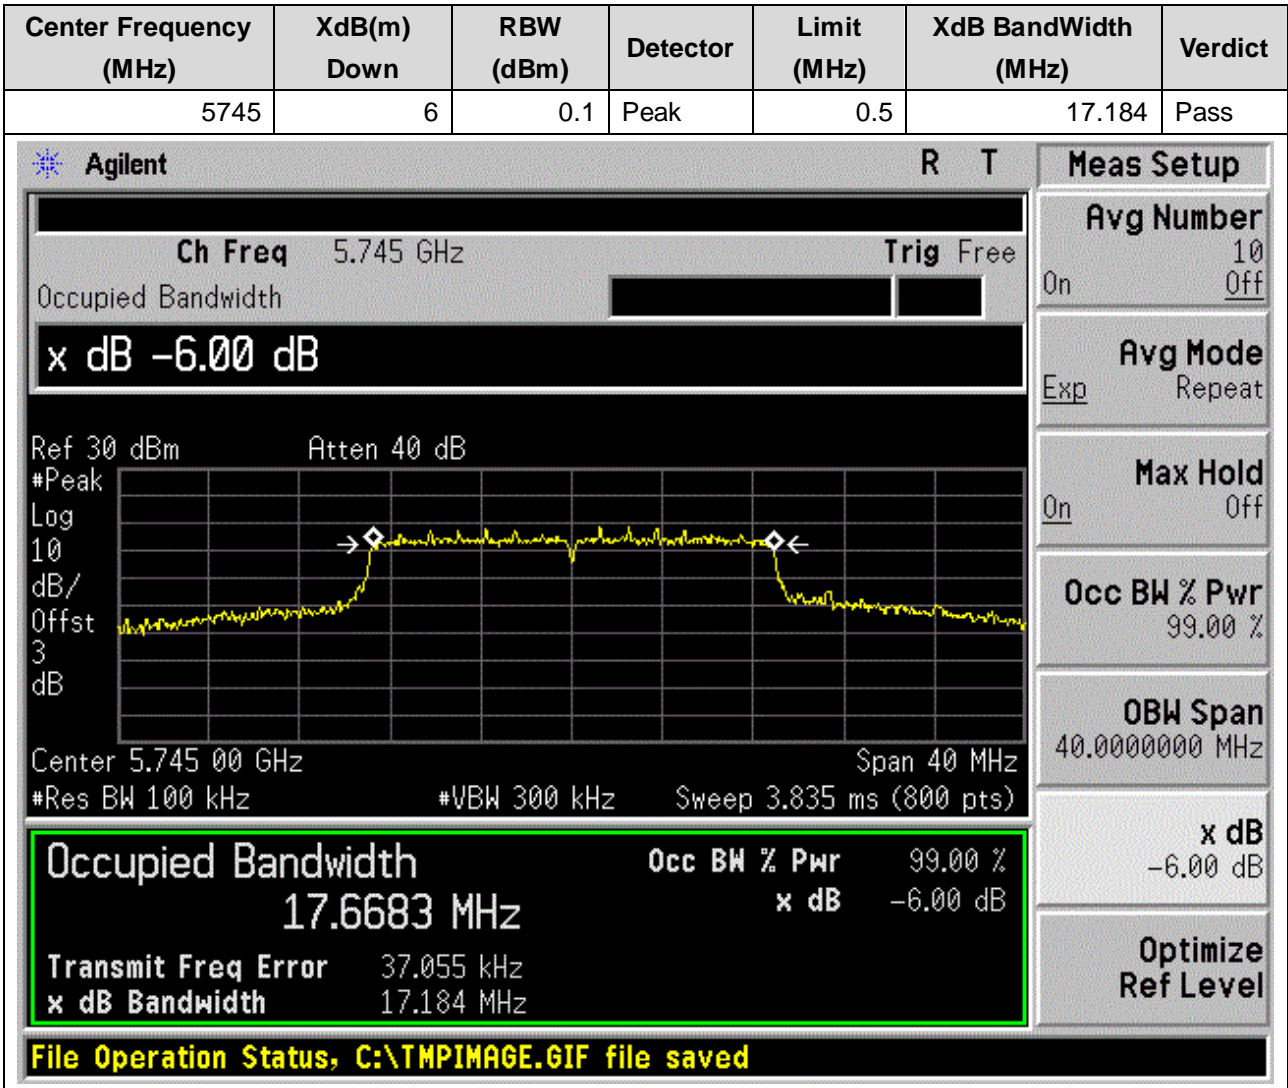 Center Frequency (MHz) XdB(m) Down RBW (dBm) Detector Limit (MHz) XdB BandWidth (MHz) Verdict
5745 6 0.1 Peak 0.5 17.184 Pass
Agilent R T
Ch Freq 5.745 GHz Trig Free
Occupied Bandwidth
x dB -6.00 dB
Ref 30 dBm Atten 40 dB
#Peak
Log
10
dB/
Offst
3
dB
Center 5.745 00 GHz Span 40 MHz
#Res BW 100 kHz #VBW 300 kHz Sweep 3.835 ms (800 pts)
Occupied Bandwidth Occ BW % Pwr 99.00 %
17.6683 MHz x dB -6.00 dB
Transmit Freq Error 37.055 kHz
x dB Bandwidth 17.184 MHz
File Operation Status, C:\TMPIMAGE.GIF file saved
Meas Setup
Avg Number
10
On Off
Avg Mode
Exp Repeat
Max Hold
On Off
Occ BW % Pwr
99.00 %
OBW Span
40.0000000 MHz
x dB
-6.00 dB
Optimize
Ref Level